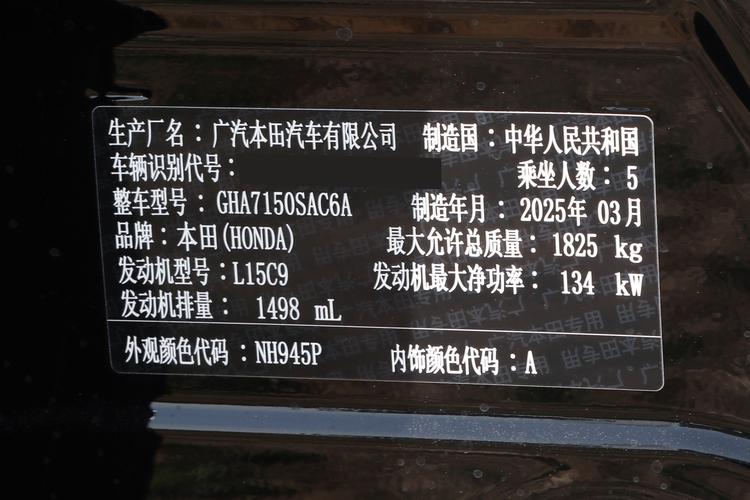 生产厂名：广汽本田汽车有限公司 制造国：中华人民共和国
车辆识别代号： 乘坐人数：5
整车型号：GHA7150SAC6A 制造年月：2025年 03月
品牌：本田(HONDA) 最大允许总质量：1825 kg
发动机型号：L15C9 发动机最大净功率：134 kW
发动机排量：1498 mL
外观颜色代码：NH945P 内饰颜色代码：A